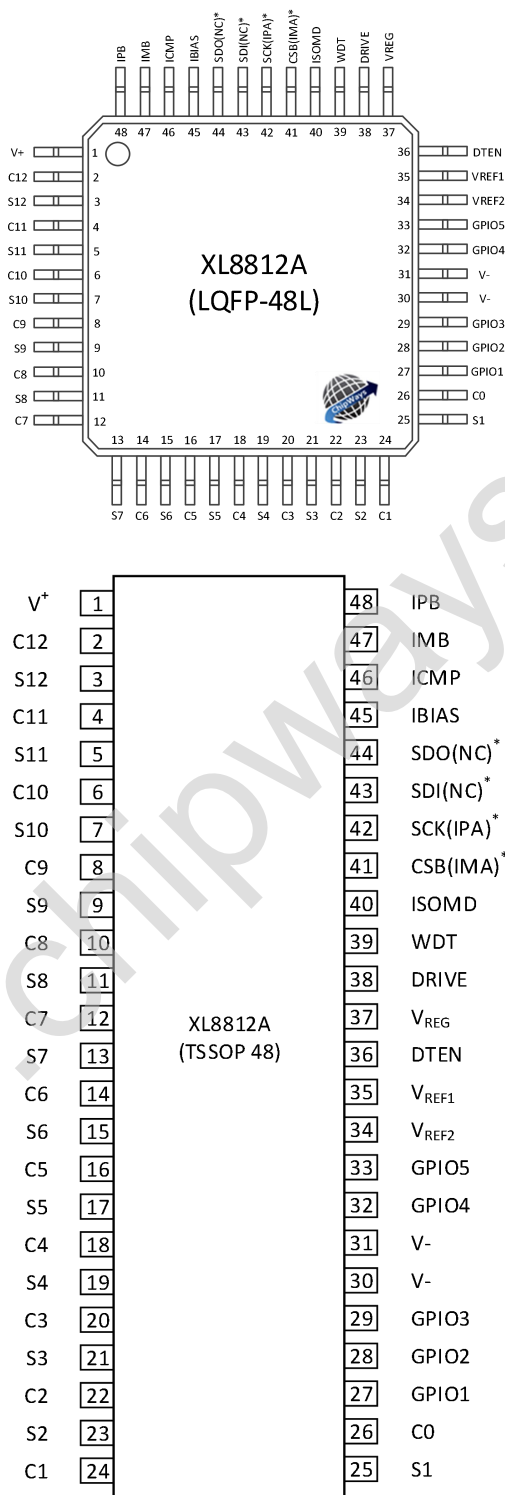 IPB IMB ICMP IBIAS SDO(NC)* SDI(NC)* SCK(IPA)* CSB(IMA)* ISOMD WDT DRIVE VREG
48 47 46 45 44 43 42 41 40 39 38 37
V+ 1 36 DTEN
C12 2 35 VREF1
S12 3 34 VREF2
C11 4 33 GPIO5
S11 5 32 GPIO4
C10 6 31 V-
S10 7 30 V-
C9 8 29 GPIO3
S9 9 28 GPIO2
C8 10 27 GPIO1
S8 11 26 C0
C7 12 25 S1
XL8812A
(LQFP-48L)
ChipWays
13 14 15 16 17 18 19 20 21 22 23 24
S7 C6 S6 C5 S5 C4 S4 C3 S3 C2 S2 C1
V+ 1 48 IPB
C12 2 47 IMB
S12 3 46 ICMP
C11 4 45 IBIAS
S11 5 44 SDO(NC)*
C10 6 43 SDI(NC)*
S10 7 42 SCK(IPA)*
C9 8 41 CSB(IMA)*
S9 9 40 ISOMD
C8 10 39 WDT
S8 11 38 DRIVE
C7 12 37 VREG
S7 13 36 DTEN
C6 14 35 VREF1
S6 15 34 VREF2
C5 16 33 GPIO5
S5 17 32 GPIO4
C4 18 31 V-
S4 19 30 V-
C3 20 29 GPIO3
S3 21 28 GPIO2
C2 22 27 GPIO1
S2 23 26 C0
C1 24 25 S1
XL8812A
(TSSOP 48)
.chipways